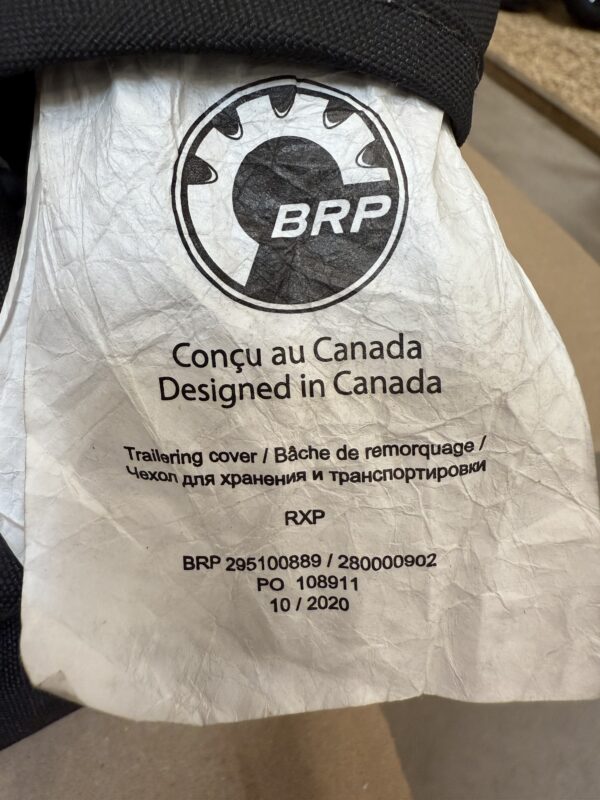 BRP
Conçu au Canada
Designed in Canada
Trailering cover / Bâche de remorquage /
Чехол для хранения и транспортировки
RXP
BRP 295100889 / 280000902
PO 108911
10 / 2020